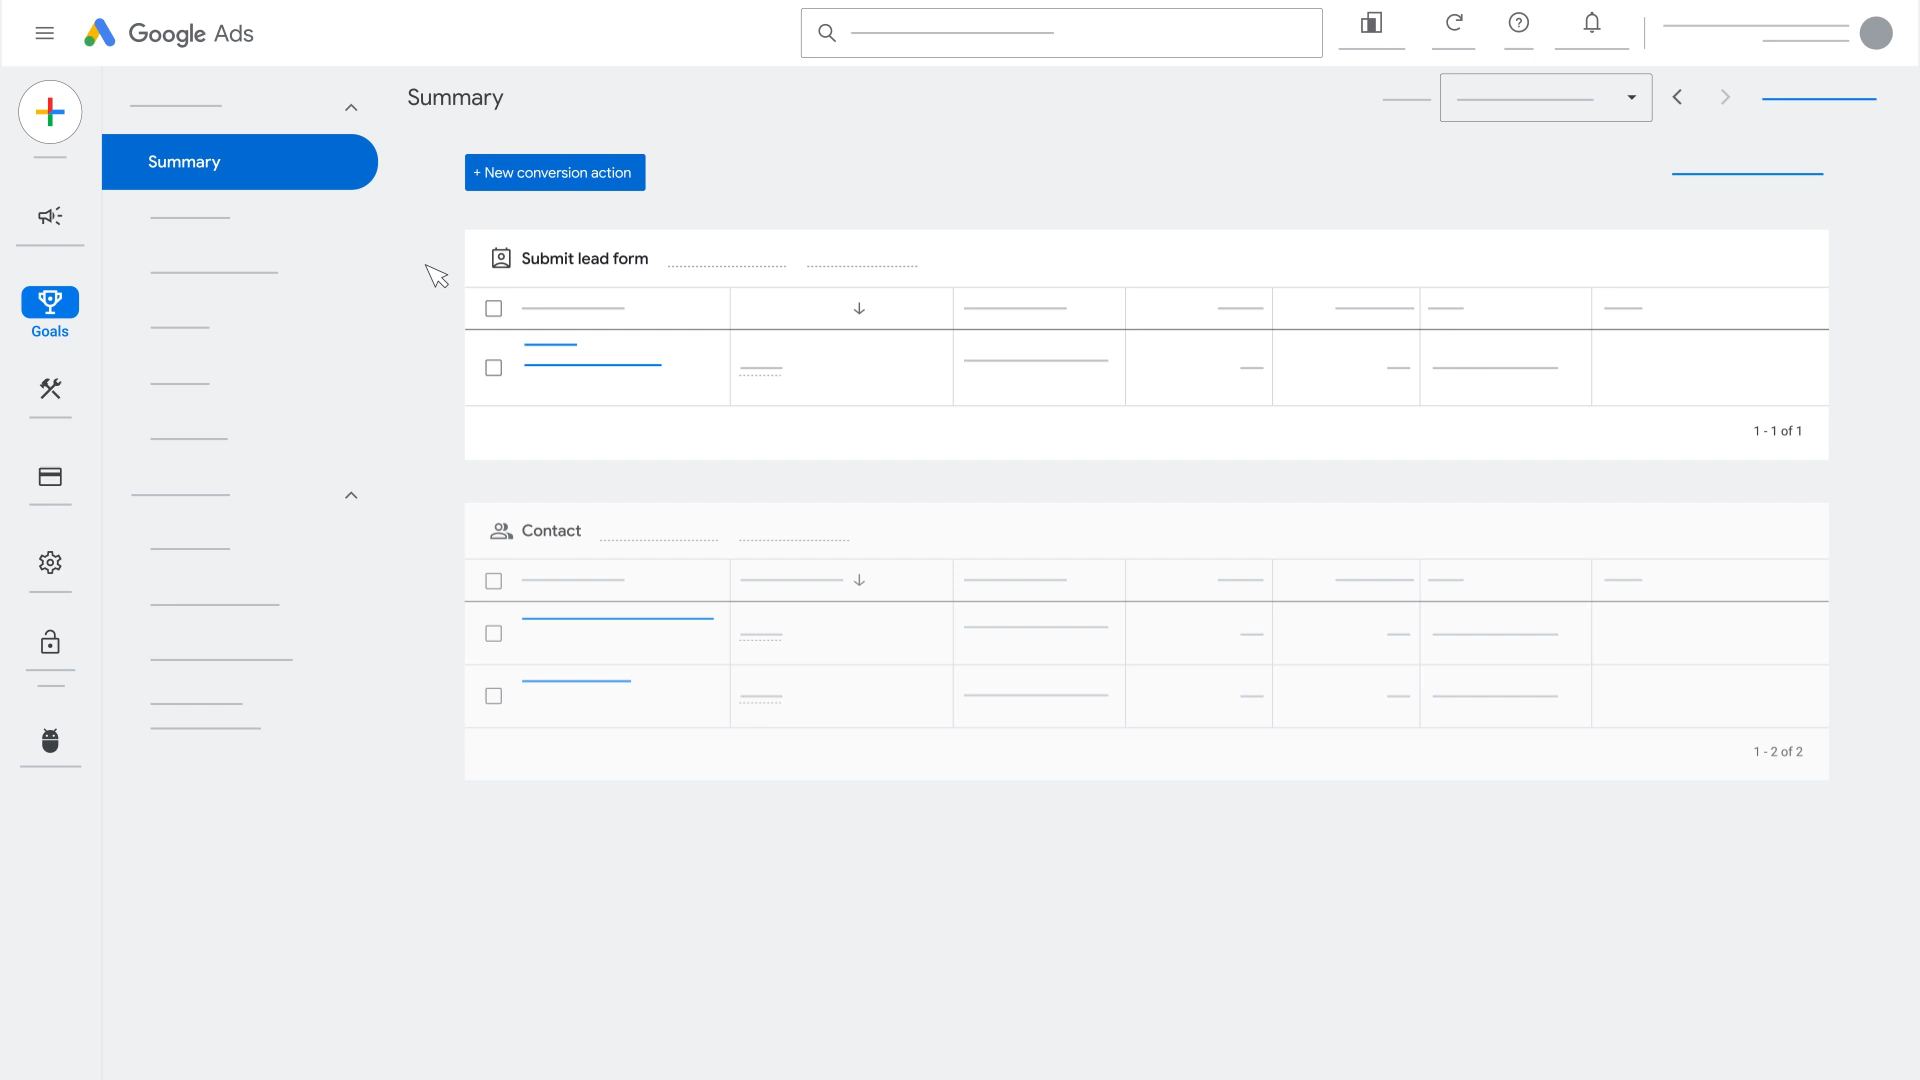 Google Ads
Summary
Summary
+ New conversion action
Goals
Submit lead form
1 - 1 of 1
Contact
1 - 2 of 2